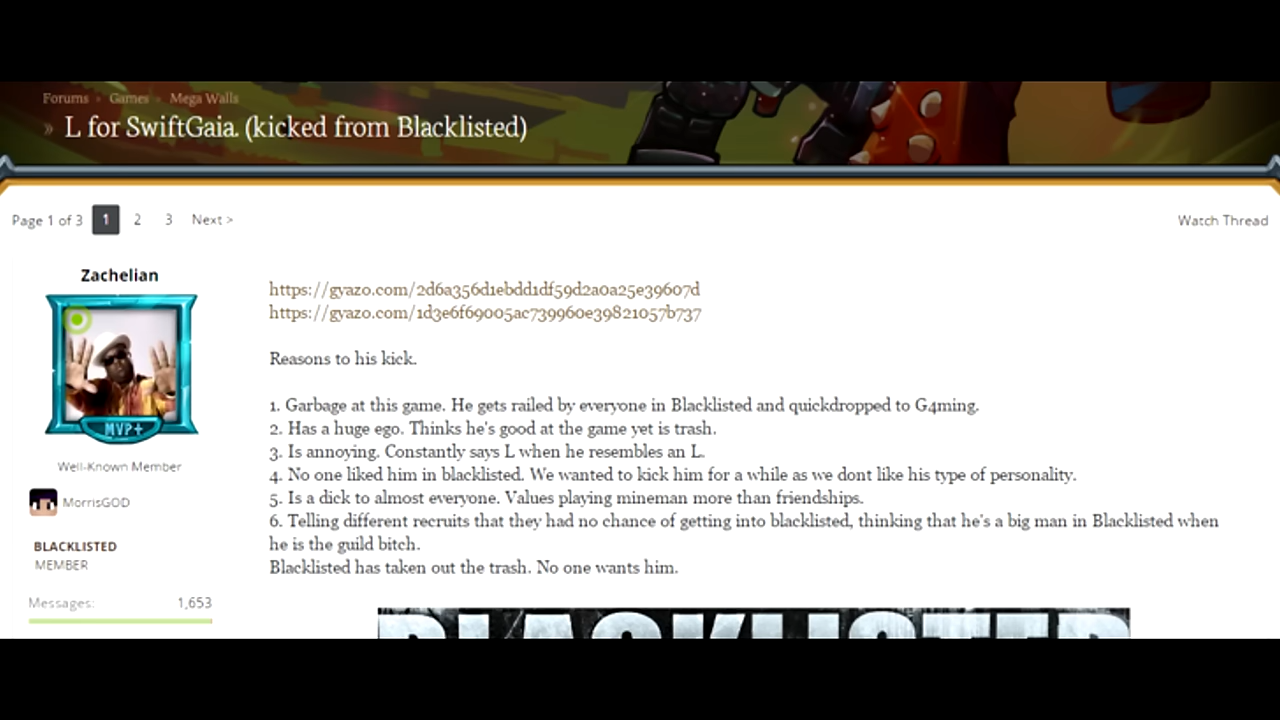 Forums » Games » Mega Walls
» L for SwiftGaia. (kicked from Blacklisted)
Page 1 of 3 1 2 3 Next >
Watch Thread
Zachelian
MVP+
Well-Known Member
MorrisGOD
BLACKLISTED
MEMBER
Messages: 1,653
https://gyazo.com/2d6a356d1ebdd1df59d2a0a25e39607d
https://gyazo.com/1d3e6f69005ac739960e39821057b737
Reasons to his kick.
1. Garbage at this game. He gets railed by everyone in Blacklisted and quickdropped to G4ming.
2. Has a huge ego. Thinks he's good at the game yet is trash.
3. Is annoying. Constantly says L when he resembles an L.
4. No one liked him in blacklisted. We wanted to kick him for a while as we dont like his type of personality.
5. Is a dick to almost everyone. Values playing mineman more than friendships.
6. Telling different recruits that they had no chance of getting into blacklisted, thinking that he's a big man in Blacklisted when
he is the guild bitch.
Blacklisted has taken out the trash. No one wants him.
BLACKLISTED